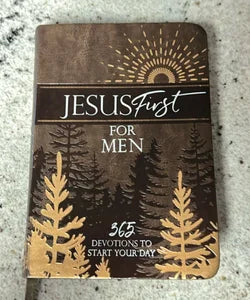 JESUS First
FOR
MEN
365
DEVOTIONS TO
START YOUR DAY